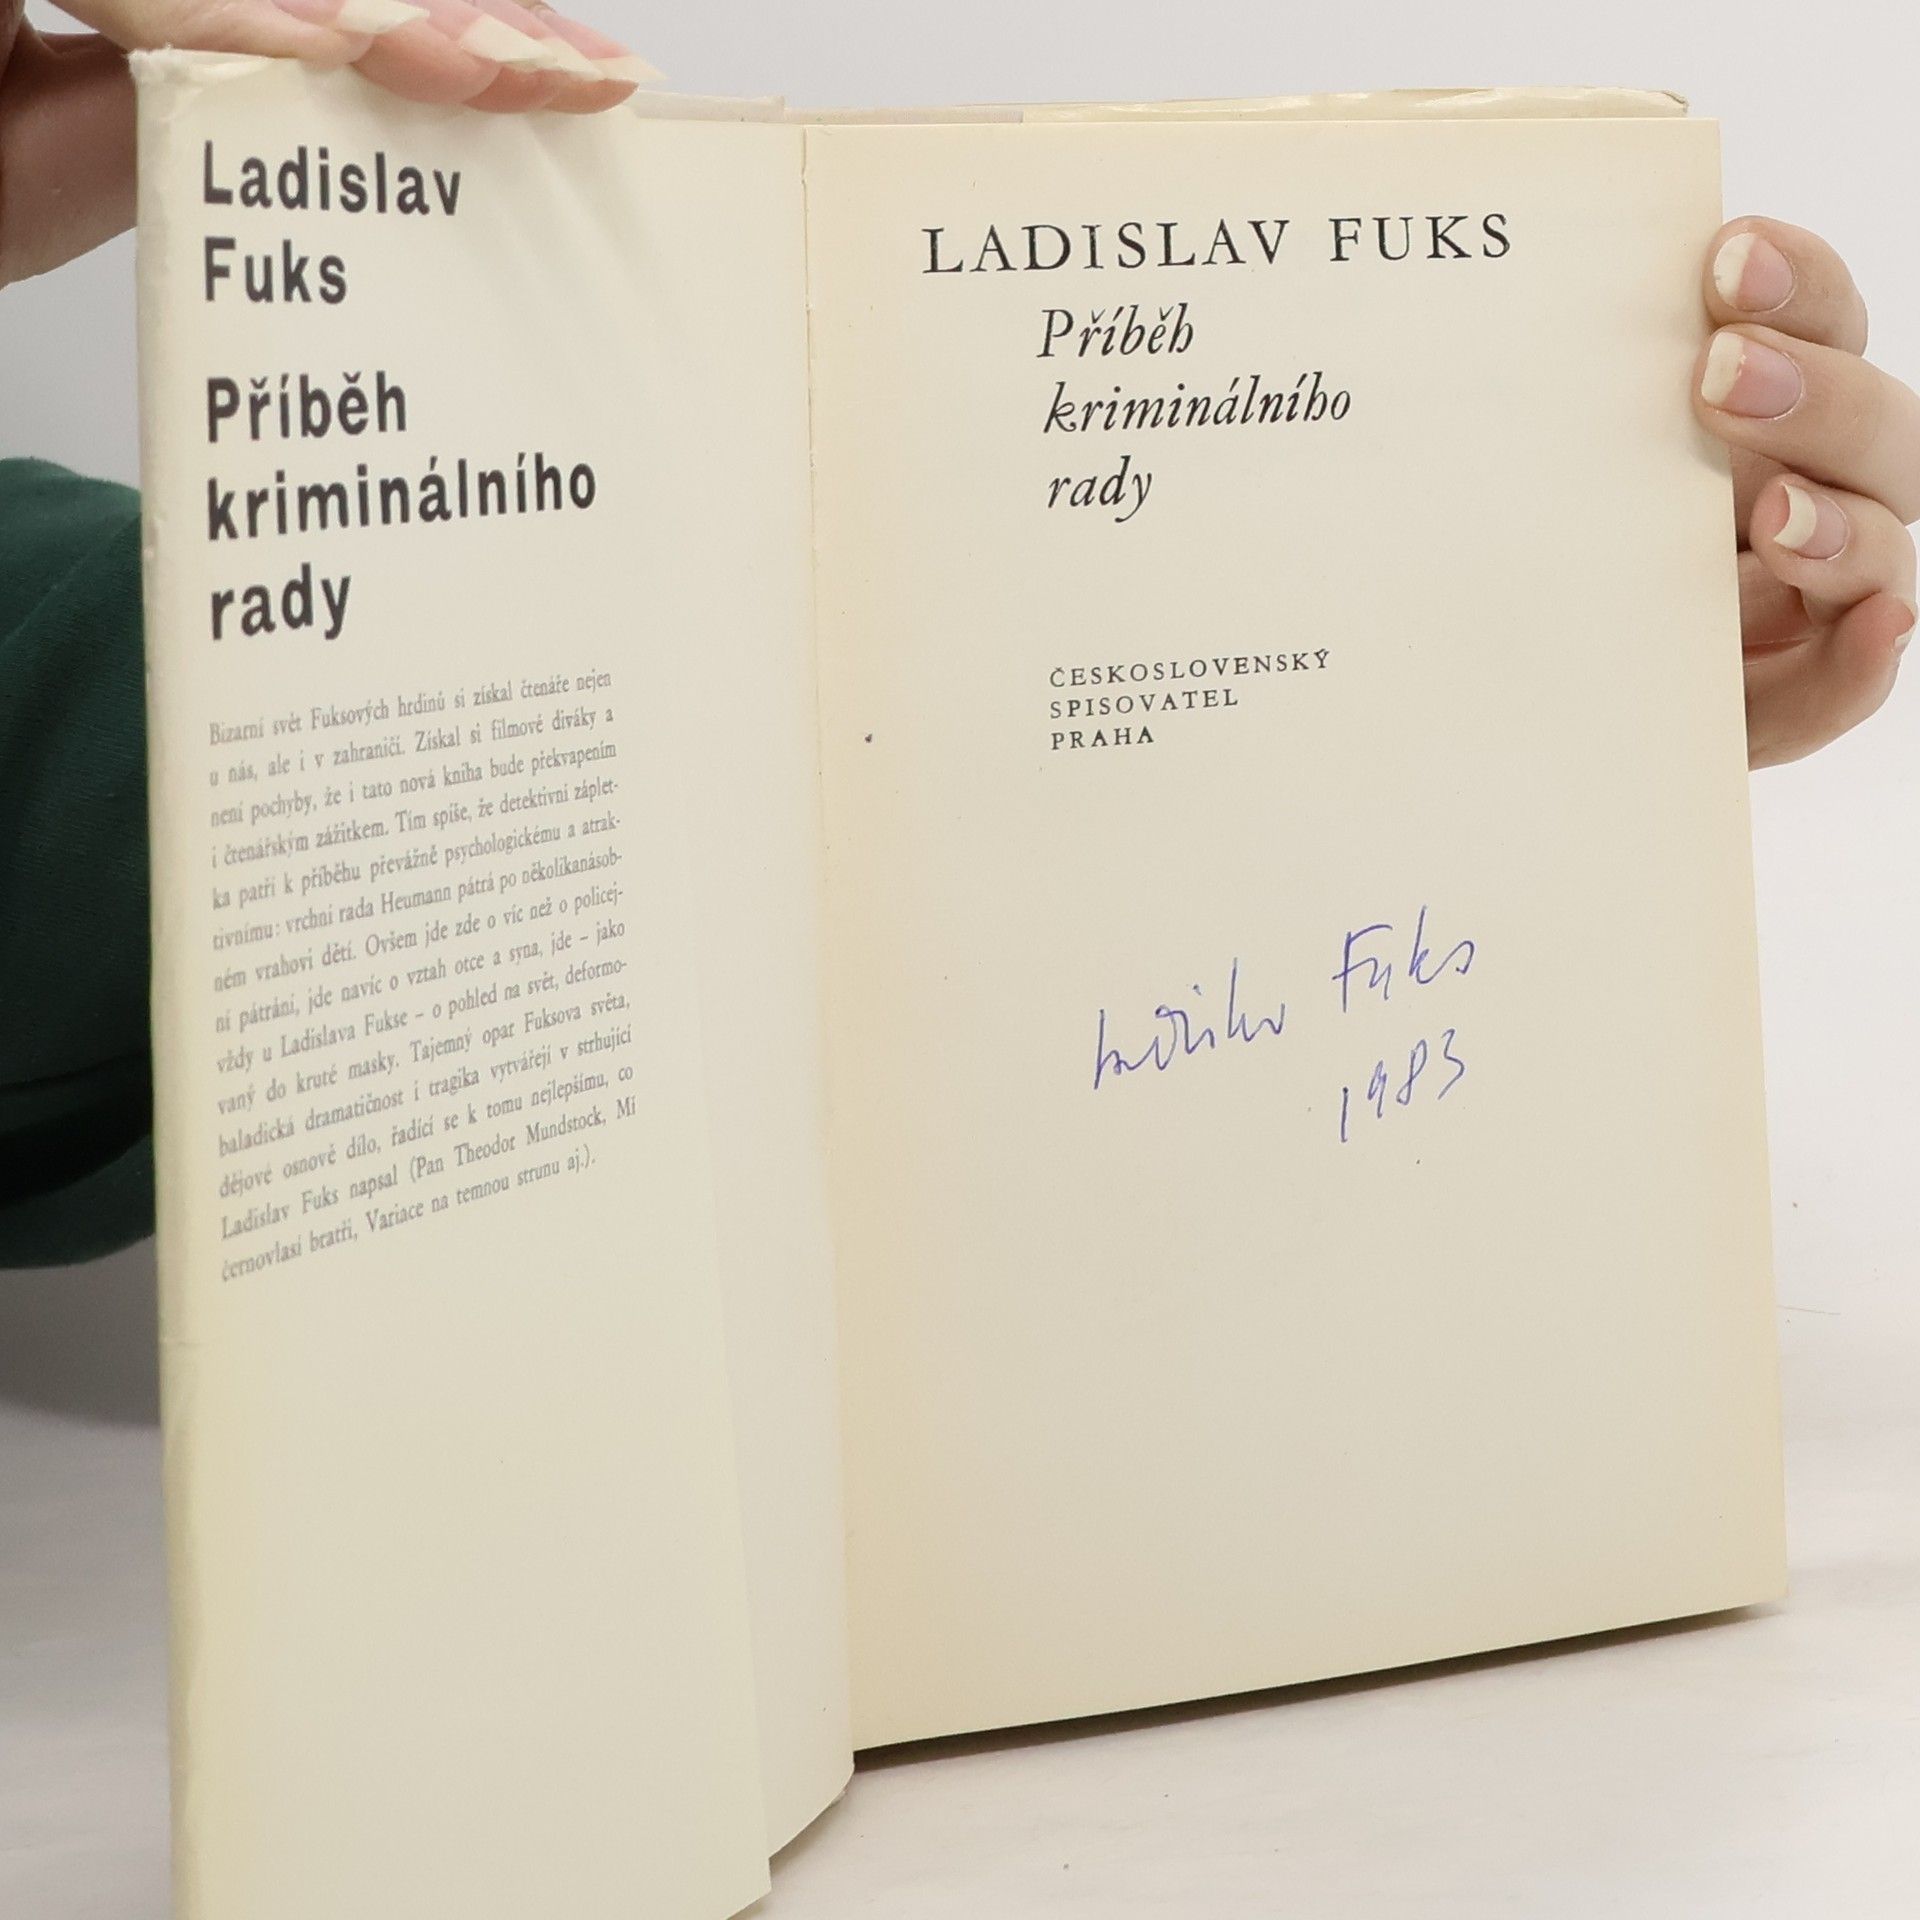 Ladislav
Fuks
Příběh
kriminálního
rady
Bizarní svět Fuksových hrdinů si získal čtenáře nejen
u nás, ale i v zahraničí. Získal si filmové diváky a
není pochyby, že i tato nová kniha bude překvapením
i čtenářským zážitkem. Tím spíše, že detektivní záplet-
ka patří k příběhu převážně psychologickému a atrak-
tivnímu: vrchní rada Heumann pátrá po několikanásob-
ném vrahovi dětí. Ovšem jde zde o víc než o policej-
ní pátrání, jde navíc o vztah otce a syna, jde – jako
vždy u Ladislava Fukse – o pohled na svět, deformo-
vaný do kruté masky. Tajemný opar Fuksova světa,
baladická dramatičnost i tragika vytvářejí v strhující
dějové osnově dílo, řadící se k tomu nejlepšímu, co
Ladislav Fuks napsal (Pan Theodor Mundstock, Mí
černovlasí bratři, Variace na temnou strunu aj.).
LADISLAV FUKS
Příběh
kriminálního
rady
ČESKOSLOVENSKÝ
SPISOVATEL
PRAHA
Ladislav Fuks
1983